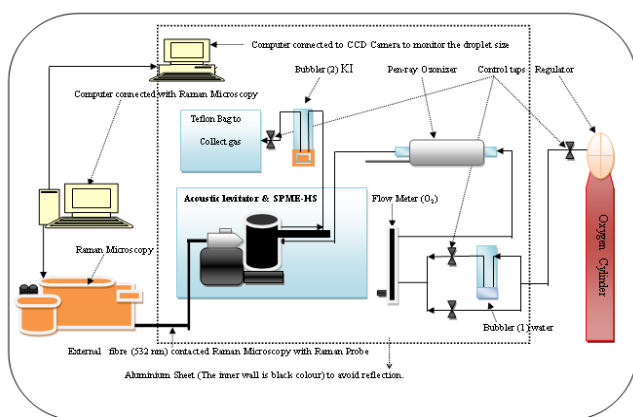 Computer connected to CCD Camera to monitor the droplet size
Bubbler (2) KI
Pen-ray Ozonizer
Control taps
Regulator
Computer connected with Raman Microscopy
Teflon Bag to
Collect gas
Acoustic levitator & SPME-HS
Flow Meter (O₂)
Raman Microscopy
Oxygen Cylinder
Bubbler (1) water
External fibre (532 nm) contacted Raman Microscopy with Raman Probe
Aluminium Sheet (The inner wall is black colour) to avoid reflection.